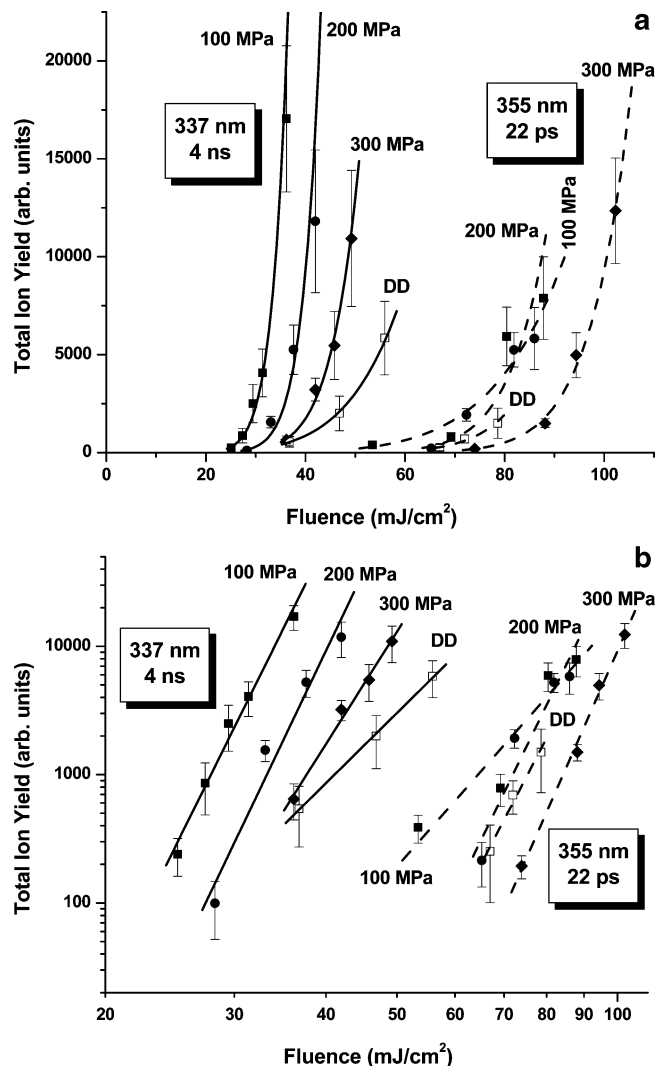 a
100 MPa
200 MPa
300 MPa
DD
337 nm
4 ns
355 nm
22 ps
200 MPa
100 MPa
300 MPa
DD
Total Ion Yield (arb. units)
22500
17500
15000
10000
5000
0
0
20
40
60
80
100
Fluence (mJ/cm²)
b
100 MPa
200 MPa
300 MPa
DD
337 nm
4 ns
355 nm
22 ps
100 MPa
200 MPa
DD
300 MPa
Total Ion Yield (arb. units)
10000
1000
100
20
30
40
50
60
70
80
90
100
Fluence (mJ/cm²)